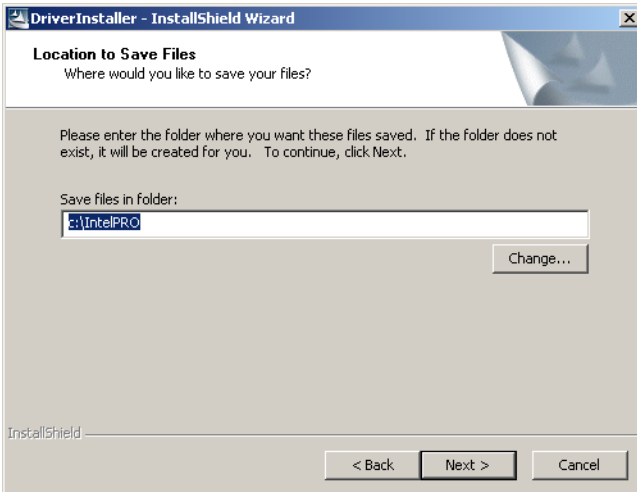 DriverInstaller - InstallShield Wizard
Location to Save Files
Where would you like to save your files?
Please enter the folder where you want these files saved. If the folder does not
exist, it will be created for you. To continue, click Next.
Save files in folder:
c:\IntelPRO
Change...
InstallShield
< Back Next > Cancel